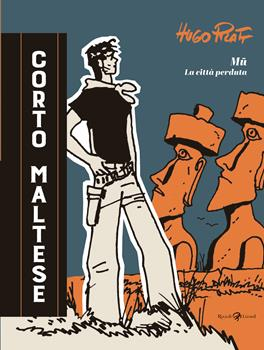 HUGO PRATT
Mū
La città perduta
CORTO MALTESE
Rizzoli Lizard